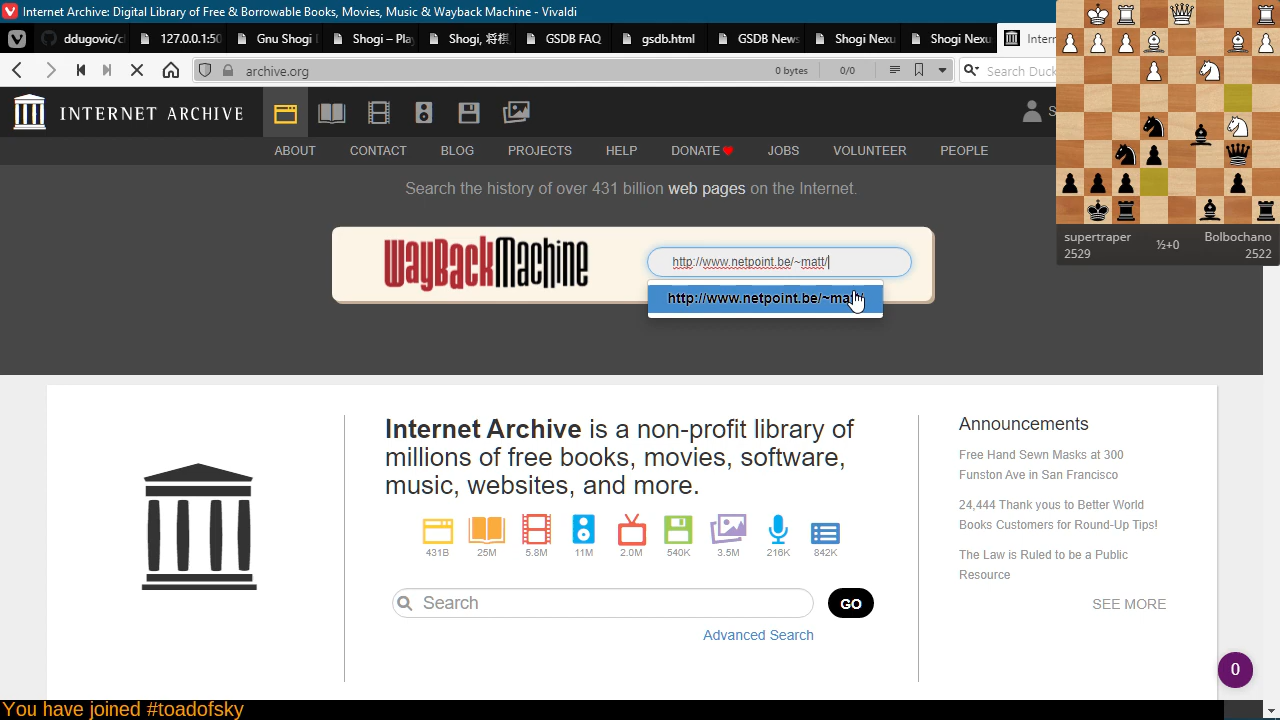 Internet Archive: Digital Library of Free & Borrowable Books, Movies, Music & Wayback Machine - Vivaldi
ddugovic/c
127.0.0.1:50
Gnu Shogi
Shogi – Pla
Shogi, 将棋
GSDB FAQ
gsdb.html
GSDB News
Shogi Nexu
Shogi Nexu
Intern
archive.org
0 bytes
0/0
Search Duck
INTERNET ARCHIVE
S
ABOUT
CONTACT
BLOG
PROJECTS
HELP
DONATE
JOBS
VOLUNTEER
PEOPLE
Search the history of over 431 billion web pages on the Internet.
WayBackMachine
http://www.netpoint.be/~matt/
http://www.netpoint.be/~matt/
supertraper
2529
½+0
Bolbochano
2522
Internet Archive is a non-profit library of
millions of free books, movies, software,
music, websites, and more.
431B
25M
5.8M
11M
2.0M
540K
3.5M
216K
842K
Search
GO
Advanced Search
Announcements
Free Hand Sewn Masks at 300
Funston Ave in San Francisco
24,444 Thank yous to Better World
Books Customers for Round-Up Tips!
The Law is Ruled to be a Public
Resource
SEE MORE
0
You have joined #toadofsky